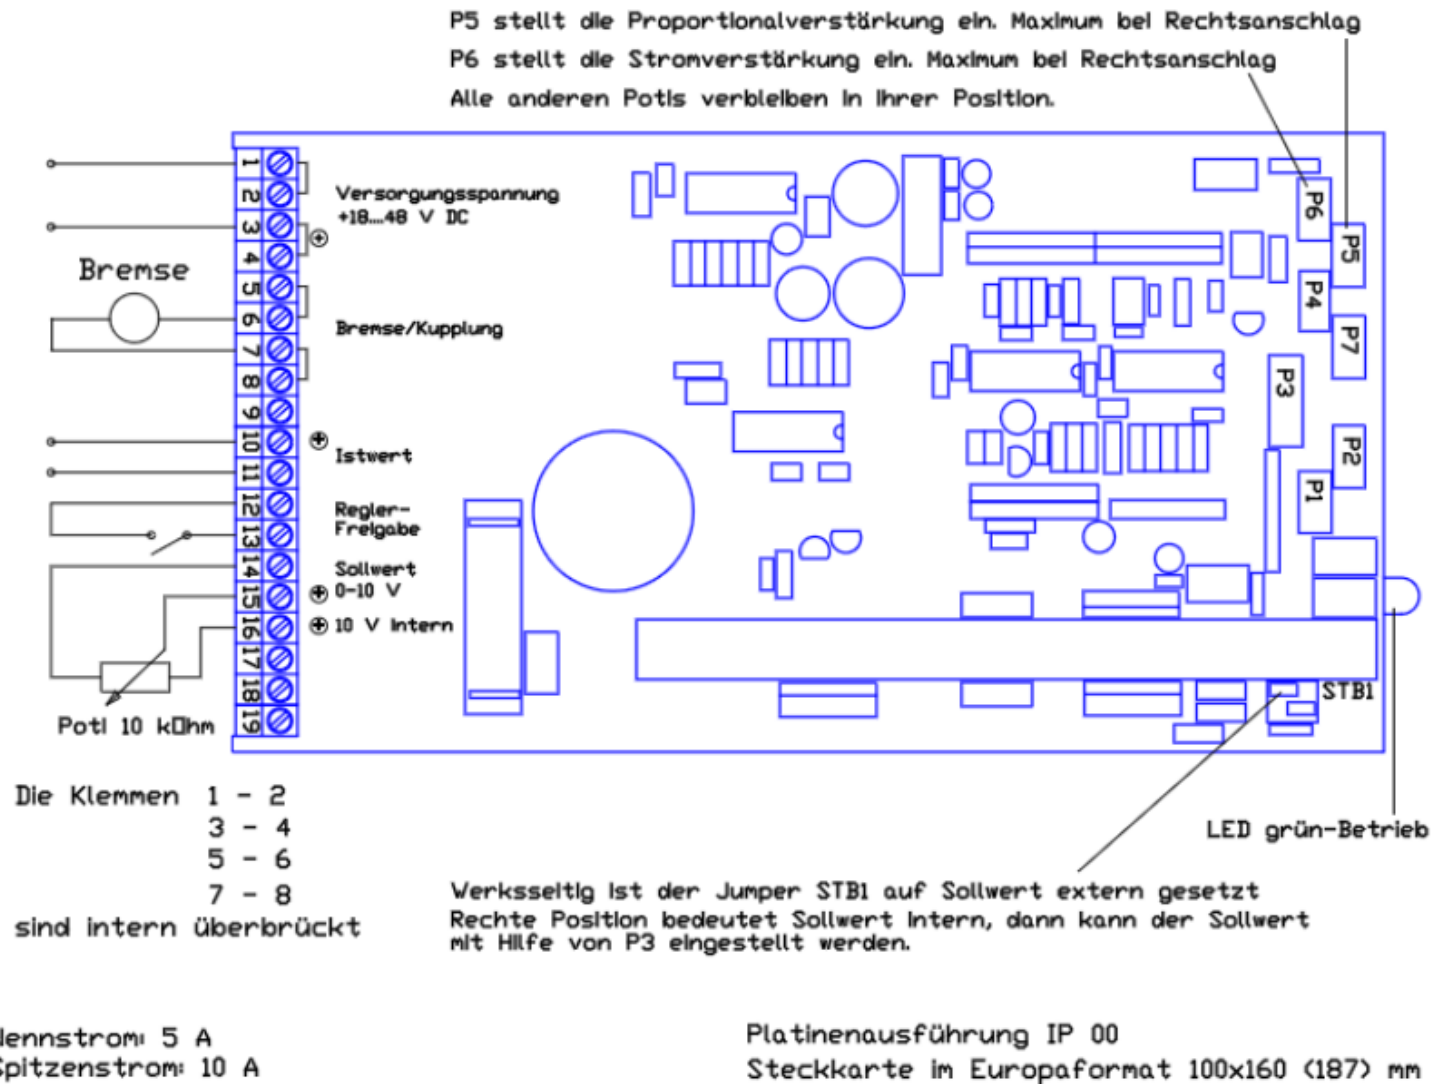 P5 stellt die Proportionalverstärkung ein. Maximum bei Rechtsanschlag
P6 stellt die Stromverstärkung ein. Maximum bei Rechtsanschlag
Alle anderen Potis verbleiben in ihrer Position.
1
2
Versorgungsspannung
+18...48 V DC
3
4
Bremse
5
6
Bremse/Kupplung
7
8
9
10
Istwert
11
12
Regler-
Freigabe
13
14
Sollwert
0-10 V
15
16
10 V Intern
17
18
19
Poti 10 k□hm
P6
P5
P4
P7
P3
P2
P1
STB1
LED grün-Betrieb
Die Klemmen 1 - 2
3 - 4
5 - 6
7 - 8
sind intern überbrückt
Werksseitig ist der Jumper STB1 auf Sollwert extern gesetzt
Rechte Position bedeutet Sollwert intern, dann kann der Sollwert
mit Hilfe von P3 eingestellt werden.
Nennstrom: 5 A
Spitzenstrom: 10 A
Platinenausführung IP 00
Steckkarte im Europaformat 100x160 (187) mm